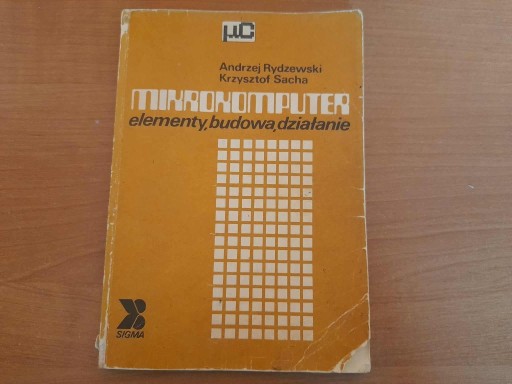 µC
Andrzej Rydzewski
Krzysztof Sacha
MIKROKOMPUTER
elementy, budowa, działanie
SIGMA